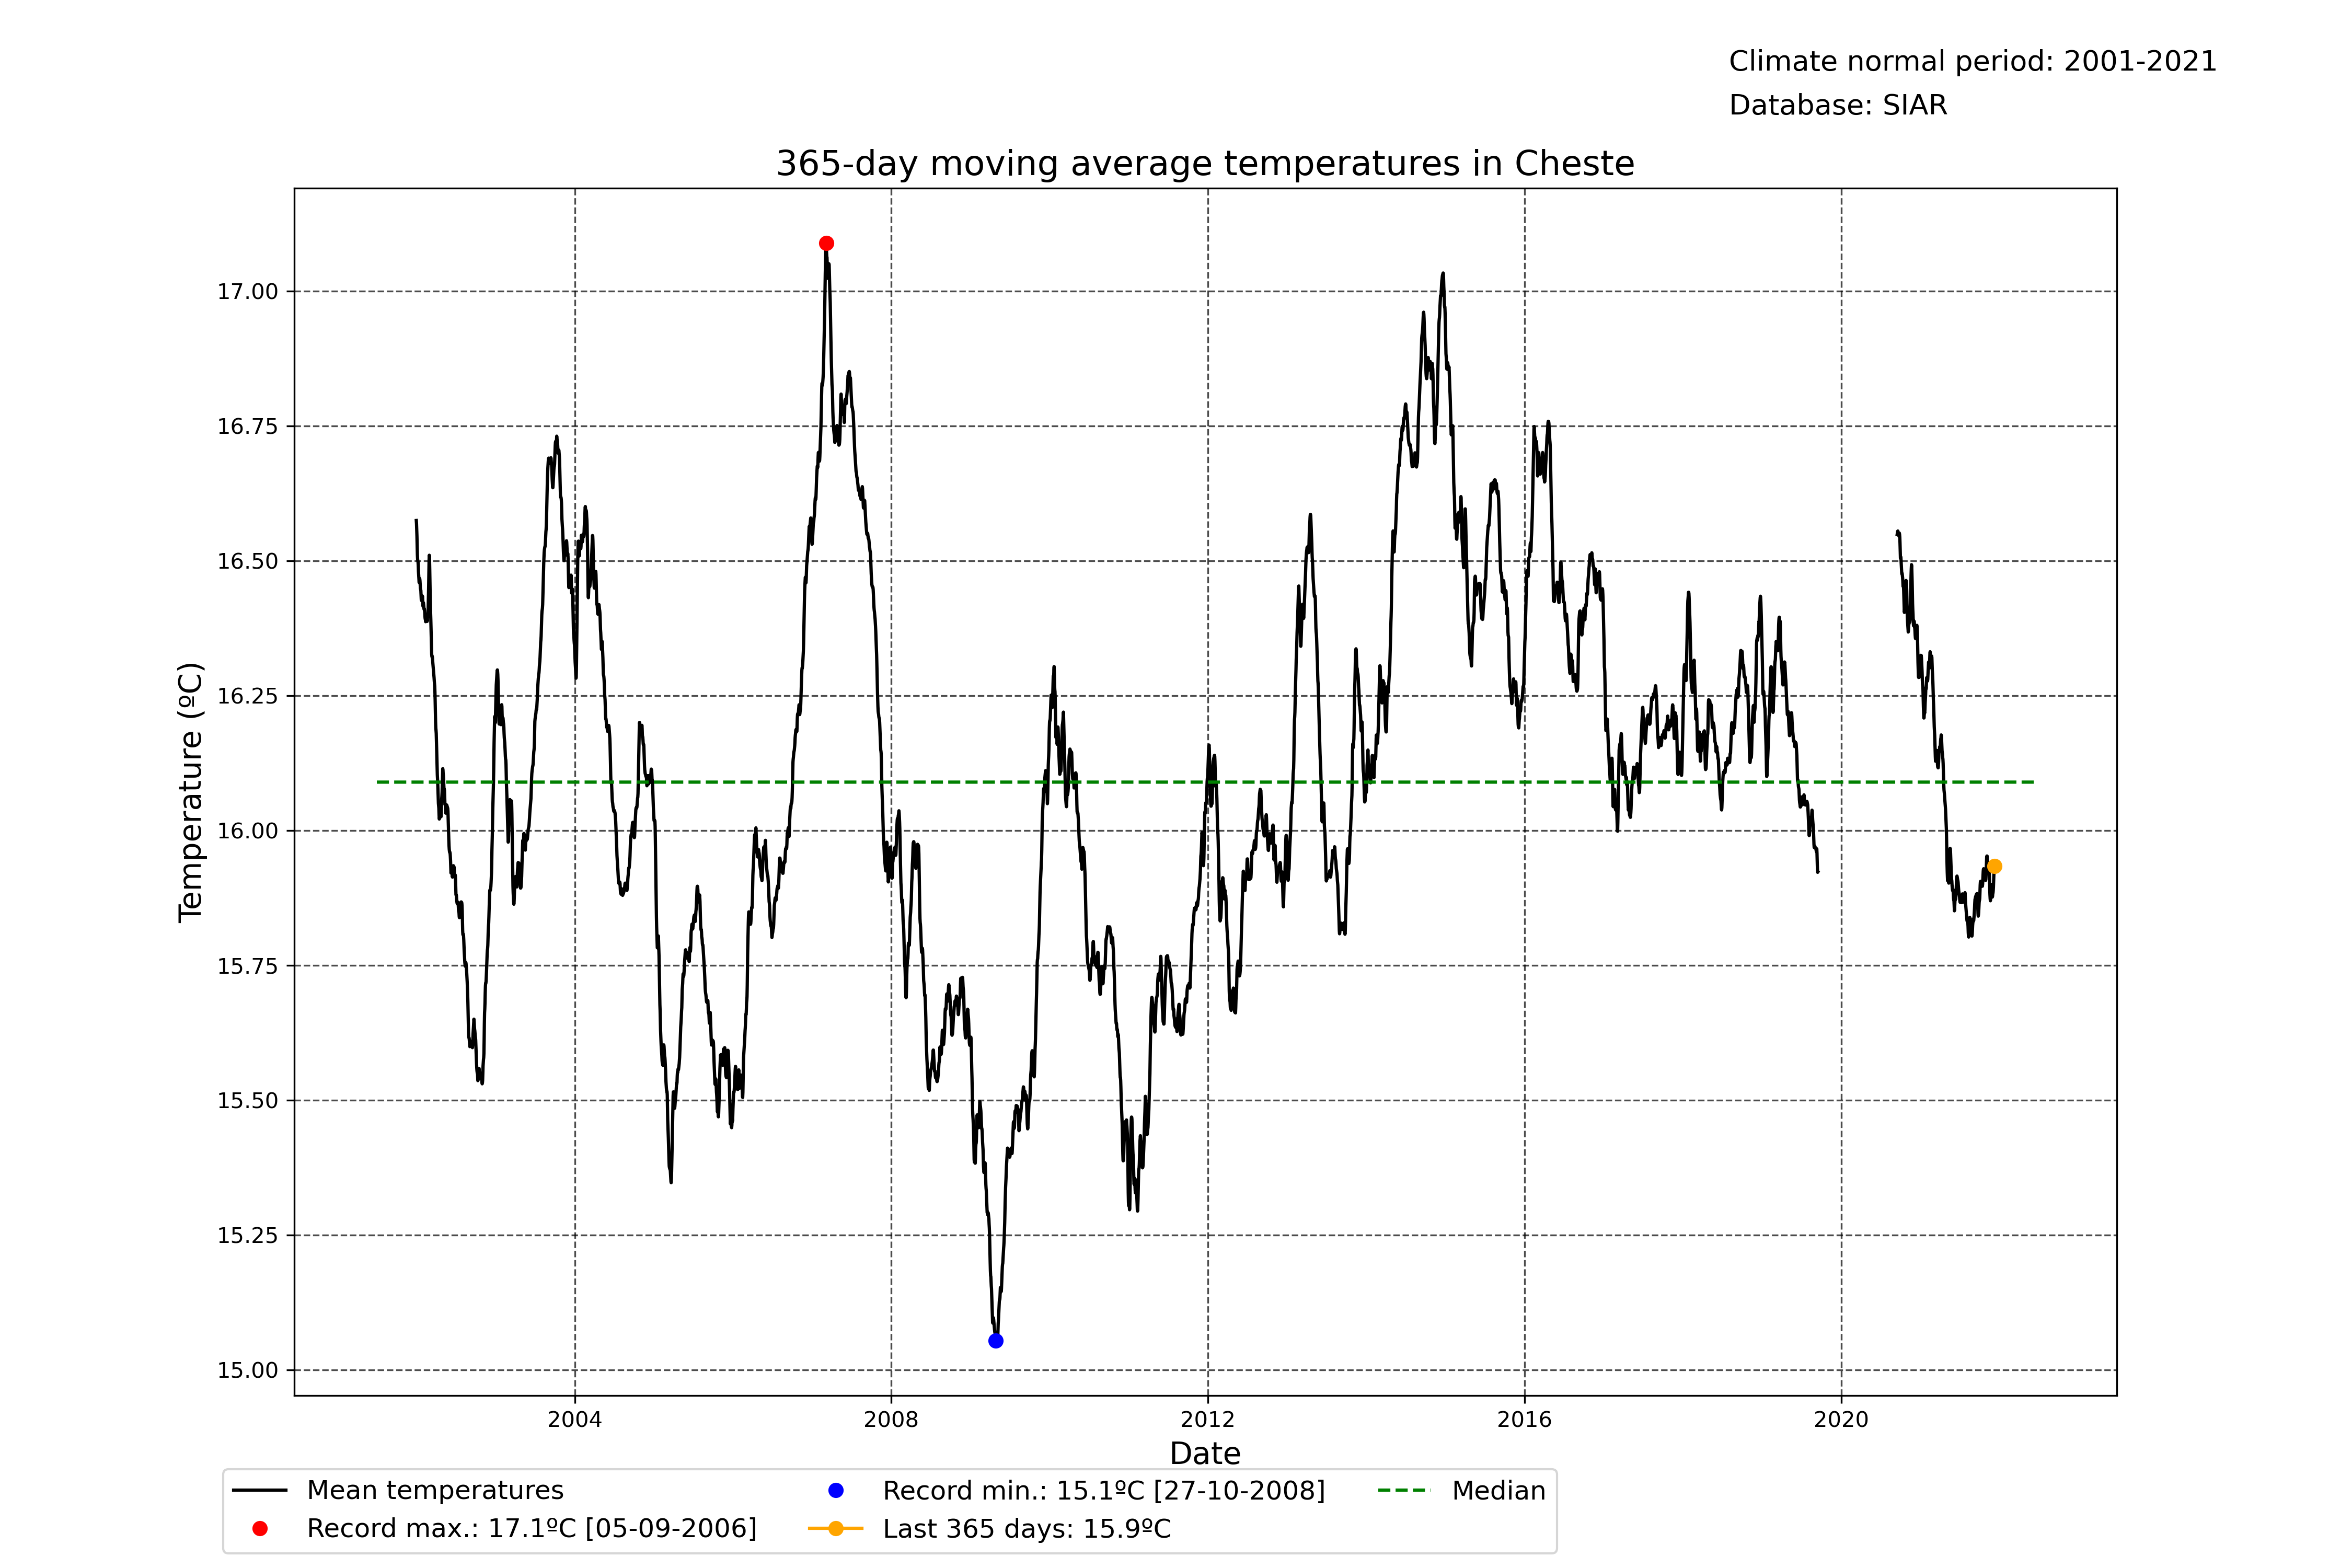 Climate normal period: 2001-2021
Database: SIAR
365-day moving average temperatures in Cheste
Temperature (ºC)
17.00
16.75
16.50
16.25
16.00
15.75
15.50
15.25
15.00
2004 2008 2012 2016 2020
Date
Mean temperatures
Record max.: 17.1ºC [05-09-2006]
Record min.: 15.1ºC [27-10-2008]
Last 365 days: 15.9ºC
Median